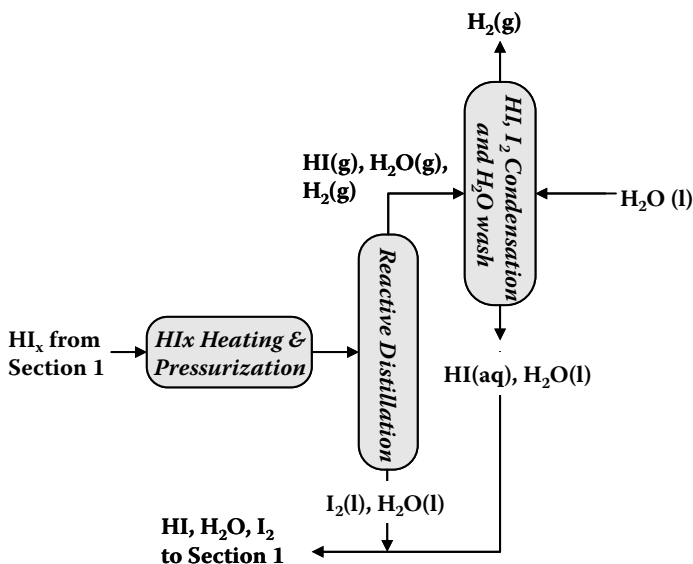 H₂(g)
HI, I₂ Condensation
and H₂O wash
HI(g), H₂O(g),
H₂(g)
H₂O (l)
Reactive Distillation
HIₓ from
Section 1
HIx Heating &
Pressurization
HI(aq), H₂O(l)
I₂(l), H₂O(l)
HI, H₂O, I₂
to Section 1